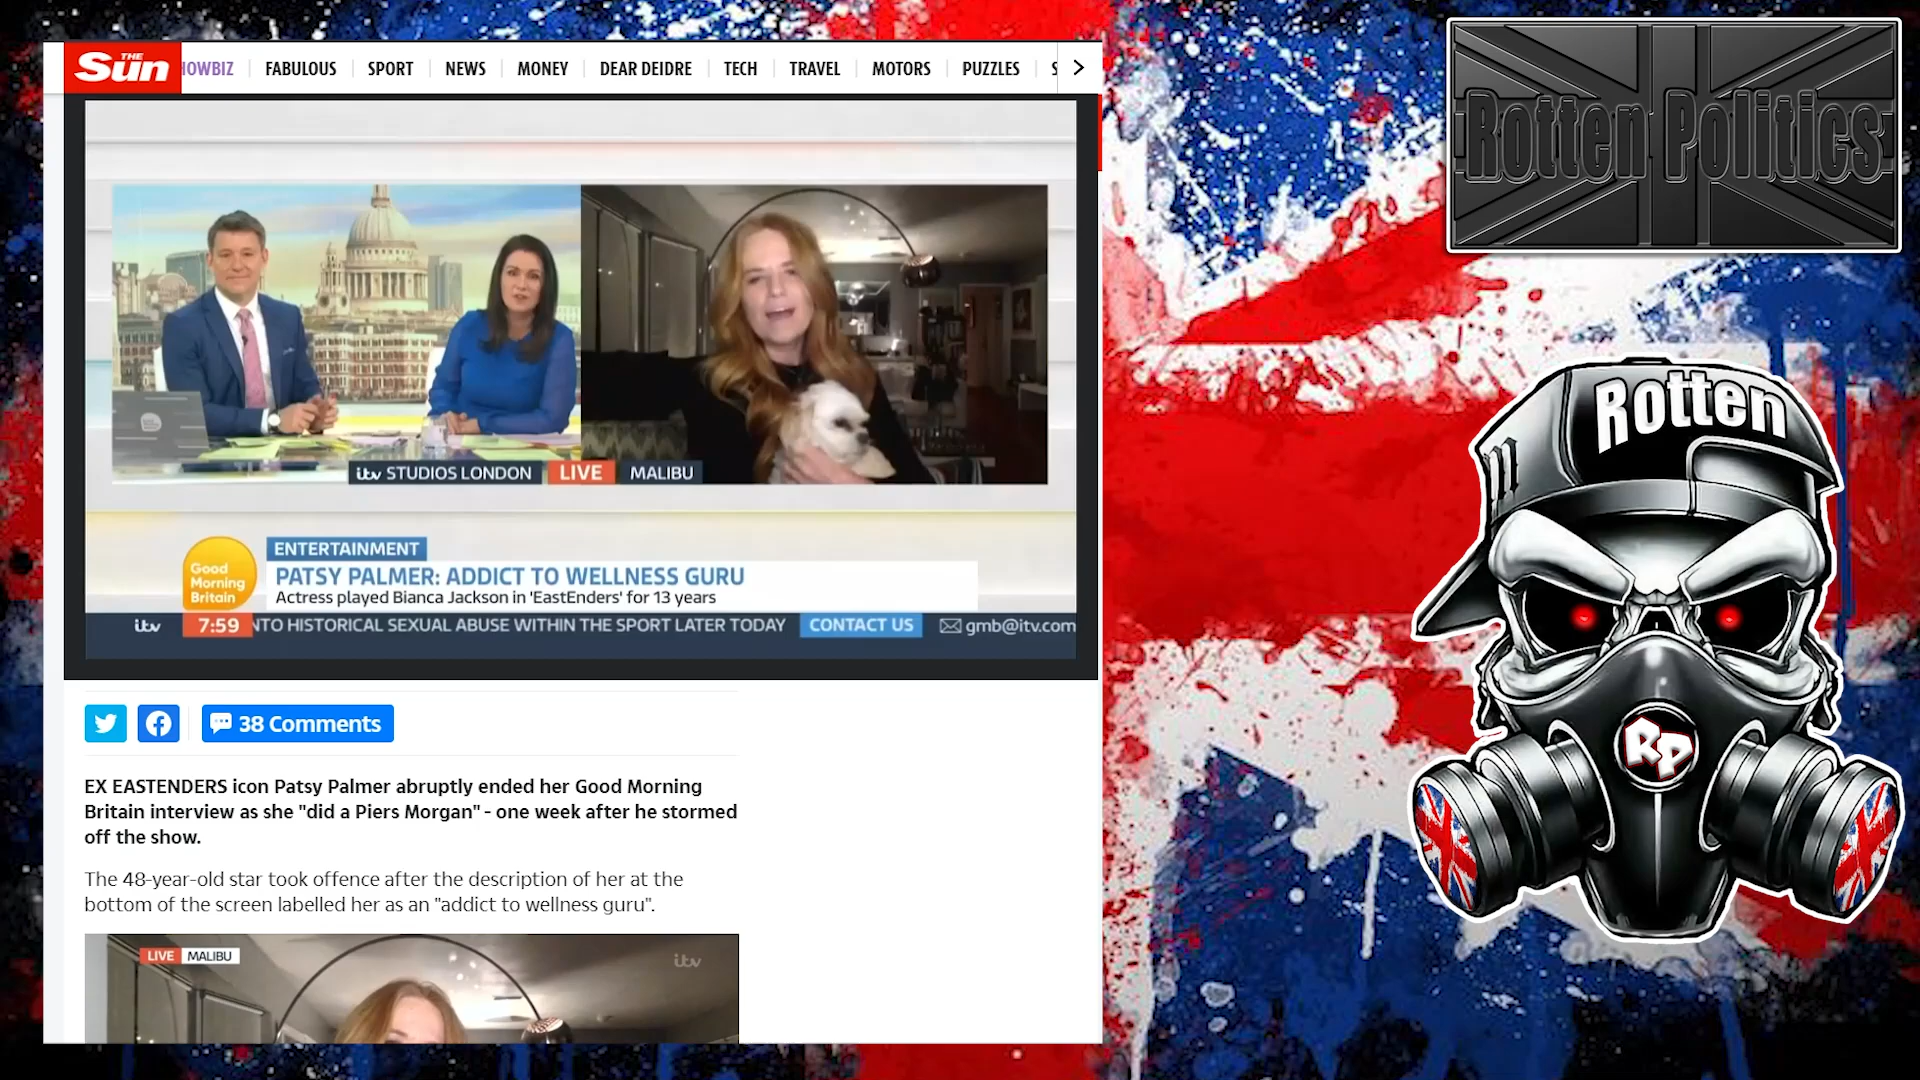 THE
Sun
HOWBIZ
FABULOUS
SPORT
NEWS
MONEY
DEAR DEIDRE
TECH
TRAVEL
MOTORS
PUZZLES
S
itv STUDIOS LONDON
LIVE
MALIBU
Good
Morning
Britain
ENTERTAINMENT
PATSY PALMER: ADDICT TO WELLNESS GURU
Actress played Bianca Jackson in 'EastEnders' for 13 years
itv
7:59
NTO HISTORICAL SEXUAL ABUSE WITHIN THE SPORT LATER TODAY
CONTACT US
gmb@itv.com
38 Comments
EX EASTENDERS icon Patsy Palmer abruptly ended her Good Morning
Britain interview as she "did a Piers Morgan" - one week after he stormed
off the show.
The 48-year-old star took offence after the description of her at the
bottom of the screen labelled her as an "addict to wellness guru".
LIVE MALIBU
itv
Rotten Politics
Rotten
RP